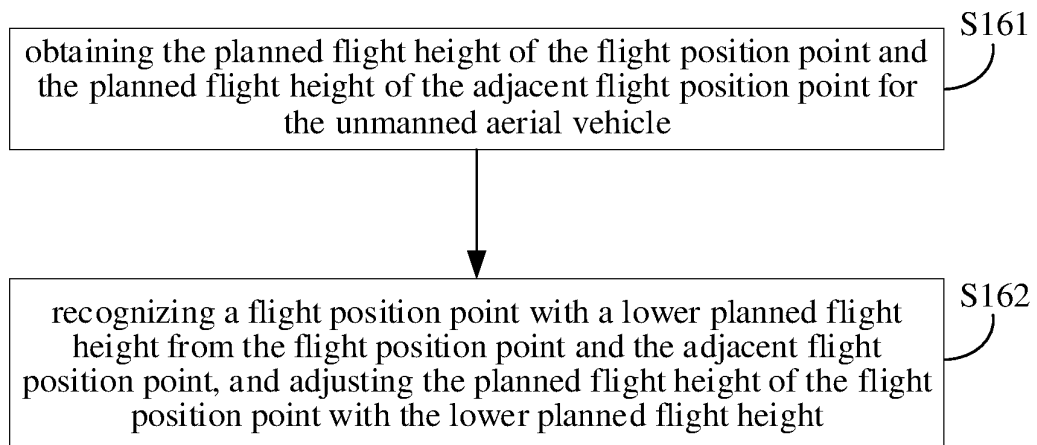 S161
obtaining the planned flight height of the flight position point and
the planned flight height of the adjacent flight position point for
the unmanned aerial vehicle
S162
recognizing a flight position point with a lower planned flight
height from the flight position point and the adjacent flight
position point, and adjusting the planned flight height of the flight
position point with the lower planned flight height